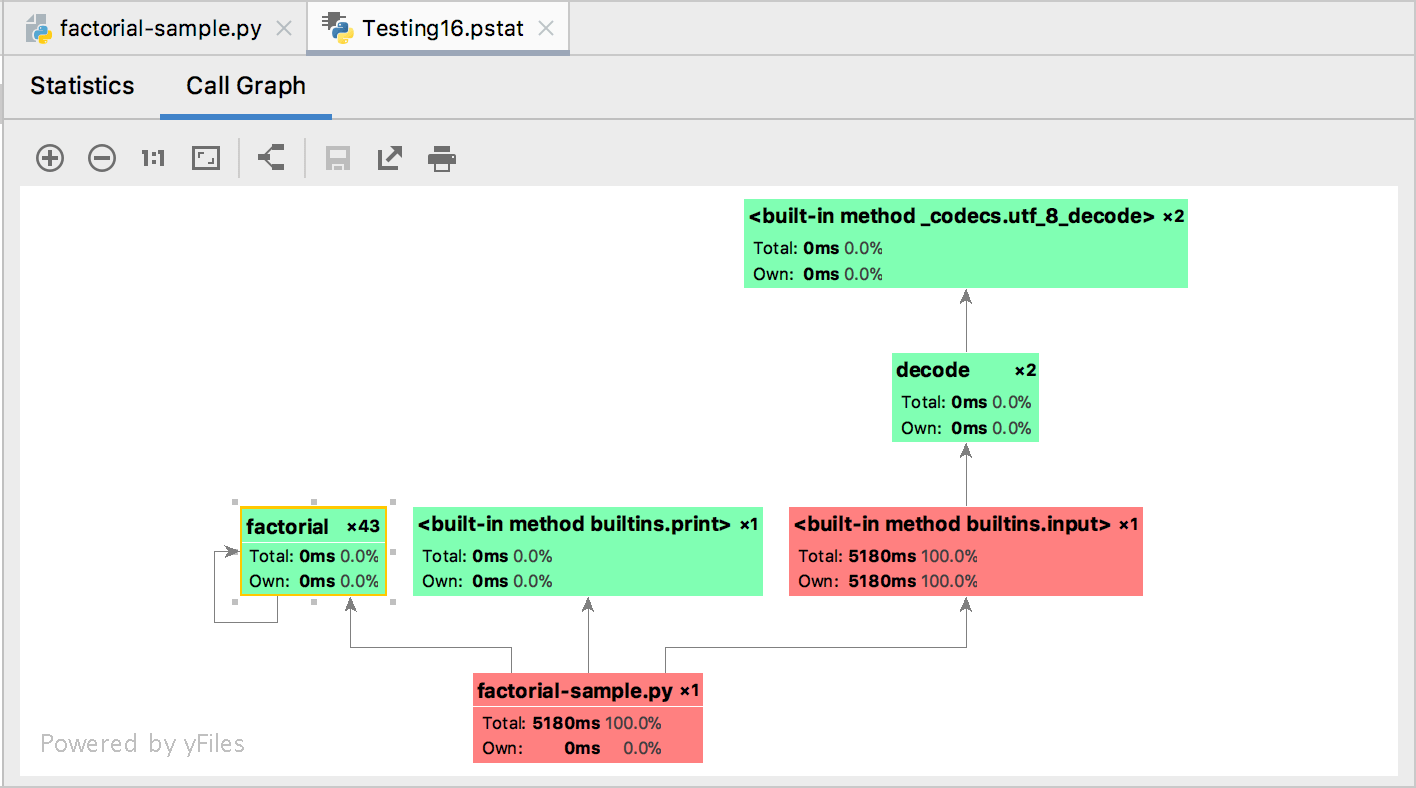 factorial-sample.py
Testing16.pstat
Statistics
Call Graph
1:1
<built-in method _codecs.utf_8_decode> ×2
Total: 0ms 0.0%
Own: 0ms 0.0%
decode ×2
Total: 0ms 0.0%
Own: 0ms 0.0%
factorial ×43
Total: 0ms 0.0%
Own: 0ms 0.0%
<built-in method builtins.print> ×1
Total: 0ms 0.0%
Own: 0ms 0.0%
<built-in method builtins.input> ×1
Total: 5180ms 100.0%
Own: 5180ms 100.0%
factorial-sample.py ×1
Total: 5180ms 100.0%
Own: 0ms 0.0%
Powered by yFiles